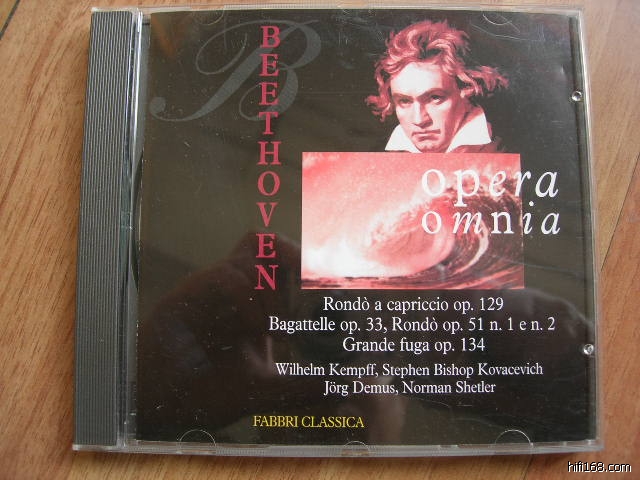 B
BEETHOVEN
opera
omnia
Rondò a capriccio op. 129
Bagattelle op. 33, Rondò op. 51 n. 1 e n. 2
Grande fuga op. 134
Wilhelm Kempff, Stephen Bishop Kovacevich
Jörg Demus, Norman Shetler
FABBRI CLASSICA
hifi168.com